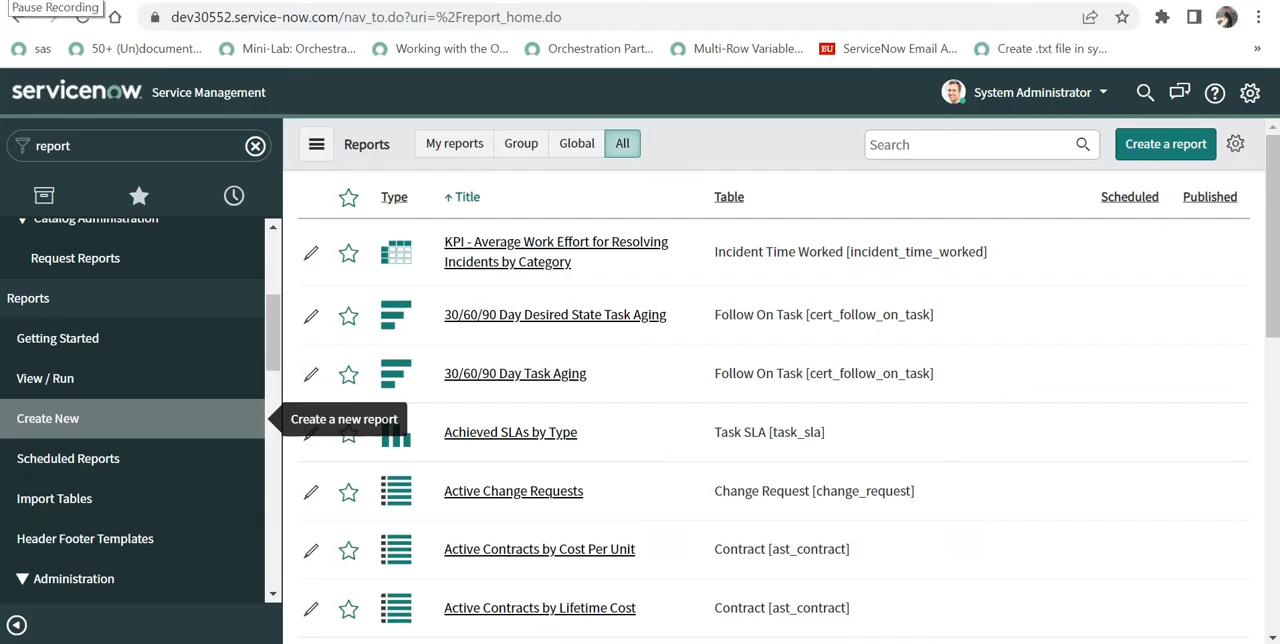 Pause Recording
dev30552.service-now.com/nav_to.do?uri=%2Freport_home.do
sas
50+ (Un)document...
Mini-Lab: Orchestra...
Working with the O...
Orchestration Part...
Multi-Row Variable...
BU
ServiceNow Email A...
Create .txt file in sy...
»
servicenow Service Management
System Administrator
report
Reports
My reports
Group
Global
All
Search
Create a report
Catalog Administration
Request Reports
Reports
Getting Started
View / Run
Create New
Scheduled Reports
Import Tables
Header Footer Templates
Administration
Create a new report
Type
Title
Table
Scheduled
Published
KPI - Average Work Effort for Resolving
Incidents by Category
Incident Time Worked [incident_time_worked]
30/60/90 Day Desired State Task Aging
Follow On Task [cert_follow_on_task]
30/60/90 Day Task Aging
Follow On Task [cert_follow_on_task]
Achieved SLAs by Type
Task SLA [task_sla]
Active Change Requests
Change Request [change_request]
Active Contracts by Cost Per Unit
Contract [ast_contract]
Active Contracts by Lifetime Cost
Contract [ast_contract]